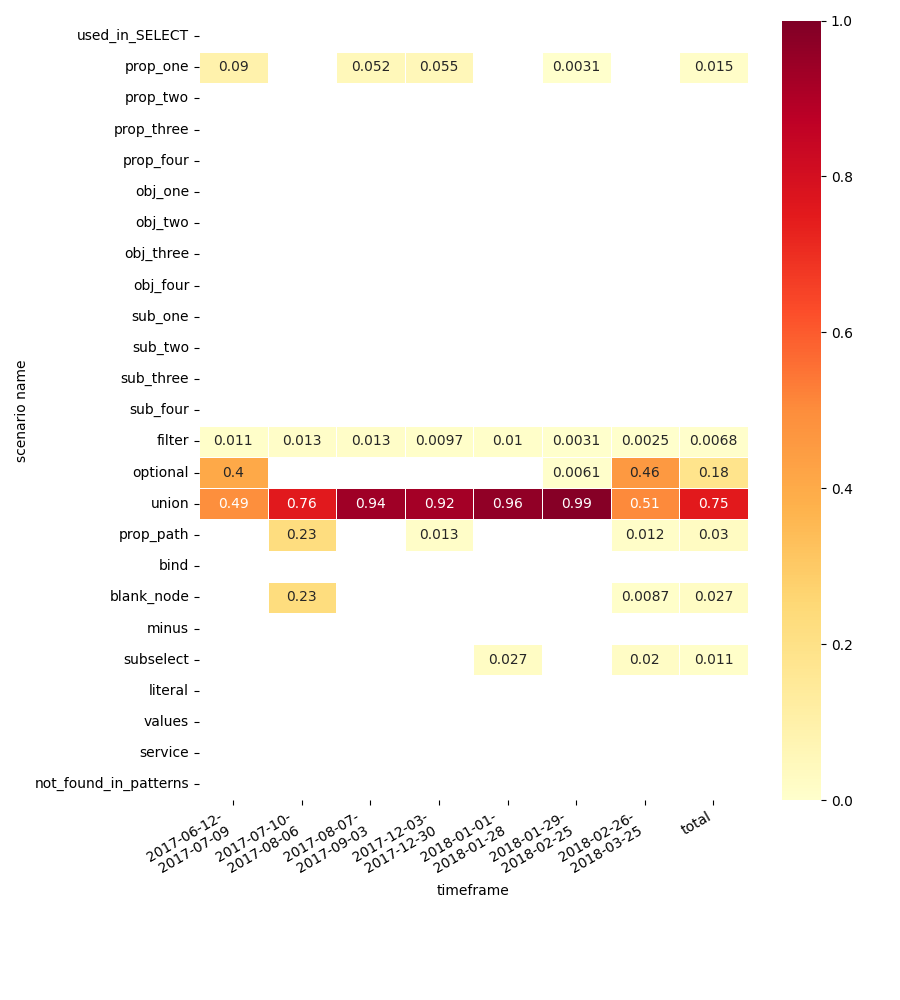 used_in_SELECT
prop_one 0.09 0.052 0.055 0.0031 0.015
prop_two
prop_three
prop_four
obj_one
obj_two
obj_three
obj_four
sub_one
sub_two
sub_three
sub_four
filter 0.011 0.013 0.013 0.0097 0.01 0.0031 0.0025 0.0068
optional 0.4 0.0061 0.46 0.18
union 0.49 0.76 0.94 0.92 0.96 0.99 0.51 0.75
prop_path 0.23 0.013 0.012 0.03
bind
blank_node 0.23 0.0087 0.027
minus
subselect 0.027 0.02 0.011
literal
values
service
not_found_in_patterns
scenario name
2017-06-12-
2017-07-09
2017-07-10-
2017-08-06
2017-08-07-
2017-09-03
2017-12-03-
2017-12-30
2018-01-01-
2018-01-28
2018-01-29-
2018-02-25
2018-02-26-
2018-03-25
total
timeframe
1.0
0.8
0.6
0.4
0.2
0.0